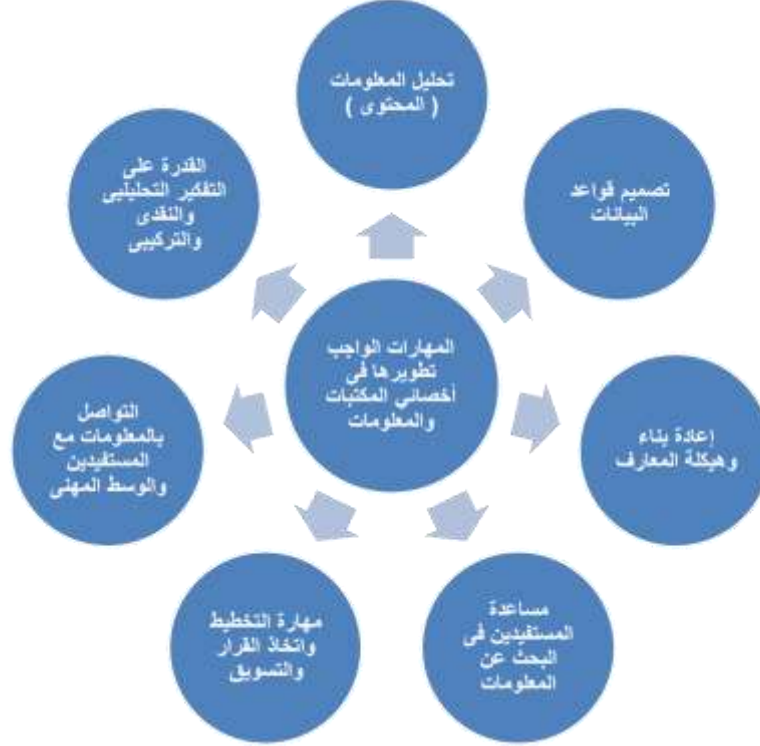 تحليل المعلومات
( المحتوى )
تصميم قواعد
البيانات
إعادة بناء
وهيكلة المعارف
مساعدة
المستفيدين فى
البحث عن
المعلومات
مهارة التخطيط
واتخاذ القرار
والتسويق
التواصل
بالمعلومات مع
المستفيدين
والوسط المهنى
القدرة على
التفكير التحليلى
والنقدى
والتركيبى
المهارات الواجب
تطويرها فى
أخصائي المكتبات
والمعلومات